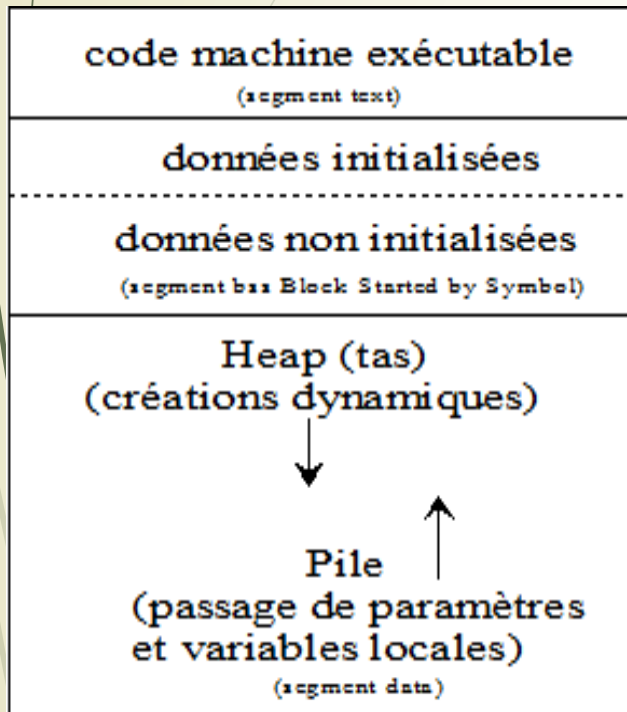 code machine exécutable
(segment text)
données initialisées
données non initialisées
(segment bss Block Started by Symbol)
Heap (tas)
(créations dynamiques)
Pile
(passage de paramètres
et variables locales)
(segment data)